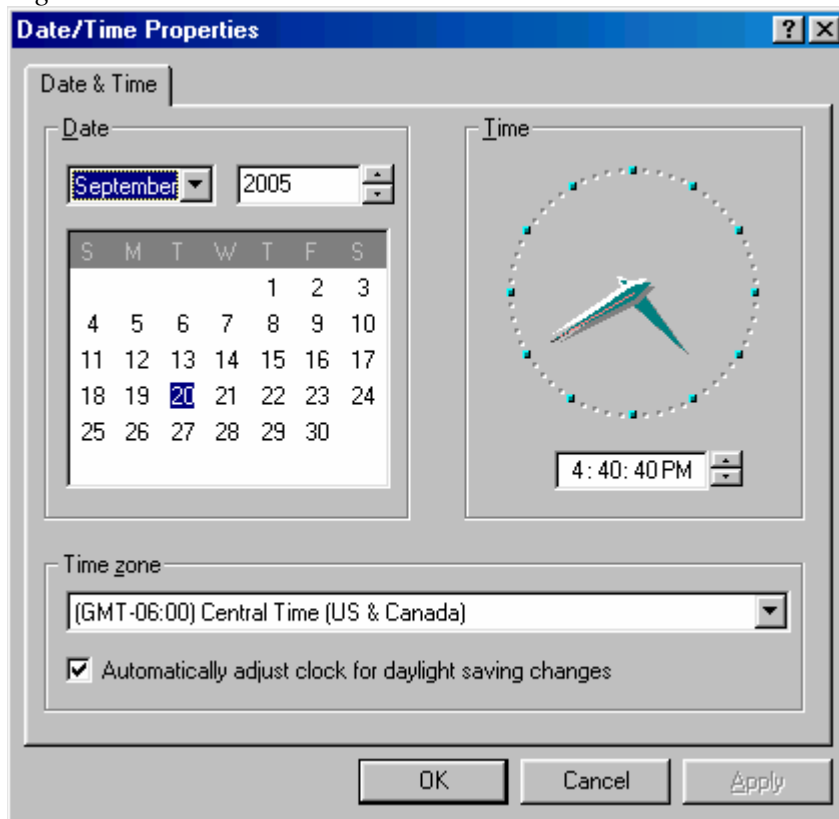 Date/Time Properties
Date & Time
Date
September
2005
S M T W T F S
1 2 3
4 5 6 7 8 9 10
11 12 13 14 15 16 17
18 19 20 21 22 23 24
25 26 27 28 29 30
Time
4:40:40 PM
Time zone
(GMT-06:00) Central Time (US & Canada)
Automatically adjust clock for daylight saving changes
OK
Cancel
Apply